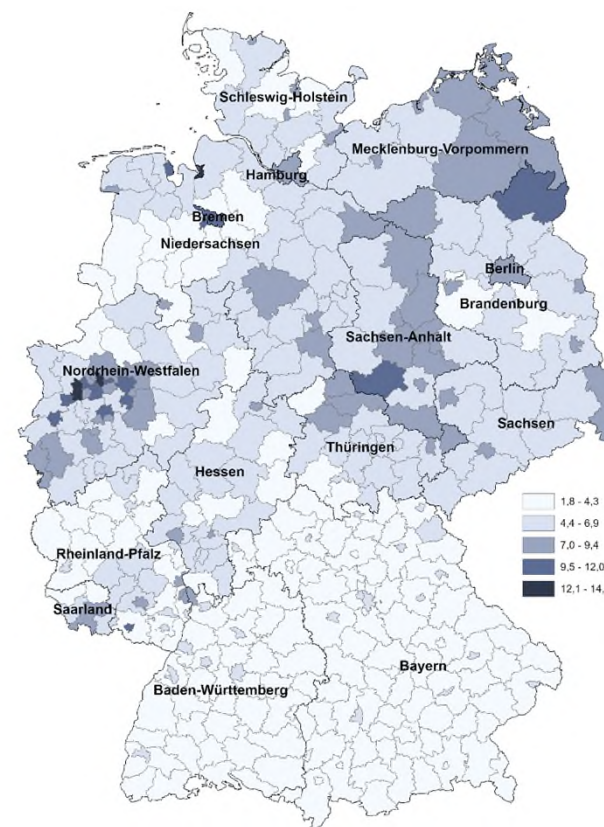 Schleswig-Holstein
Mecklenburg-Vorpommern
Hamburg
Bremen
Niedersachsen
Berlin
Brandenburg
Sachsen-Anhalt
Nordrhein-Westfalen
Sachsen
Thüringen
Hessen
1,8 - 4,3
4,4 - 6,9
7,0 - 9,4
9,5 - 12,0
12,1 - 14,
Rheinland-Pfalz
Saarland
Bayern
Baden-Württemberg